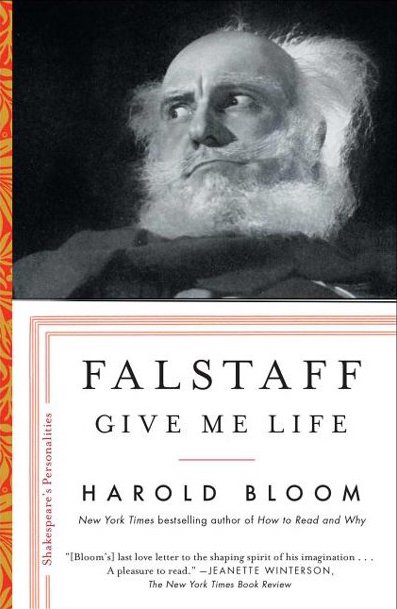 FALSTAFF
GIVE ME LIFE
HAROLD BLOOM
New York Times bestselling author of How to Read and Why
"[Bloom's] last love letter to the shaping spirit of his imagination . . .
A pleasure to read." —JEANETTE WINTERSON,
The New York Times Book Review
Shakespeare's Personalities